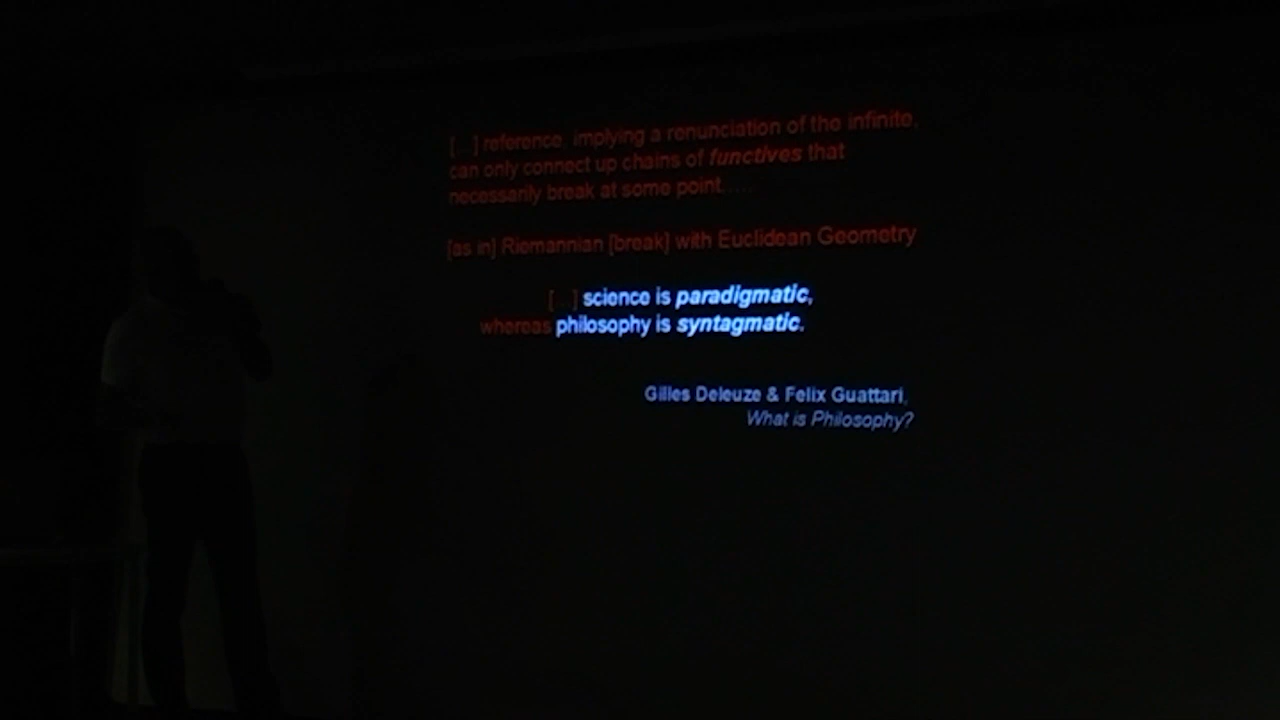 [...] reference, implying a renunciation of the infinite,
can only connect up chains of functives that
necessarily break at some point.....
[as in] Riemannian [break] with Euclidean Geometry
[...] science is paradigmatic,
whereas philosophy is syntagmatic.
Gilles Deleuze & Felix Guattari,
What is Philosophy?